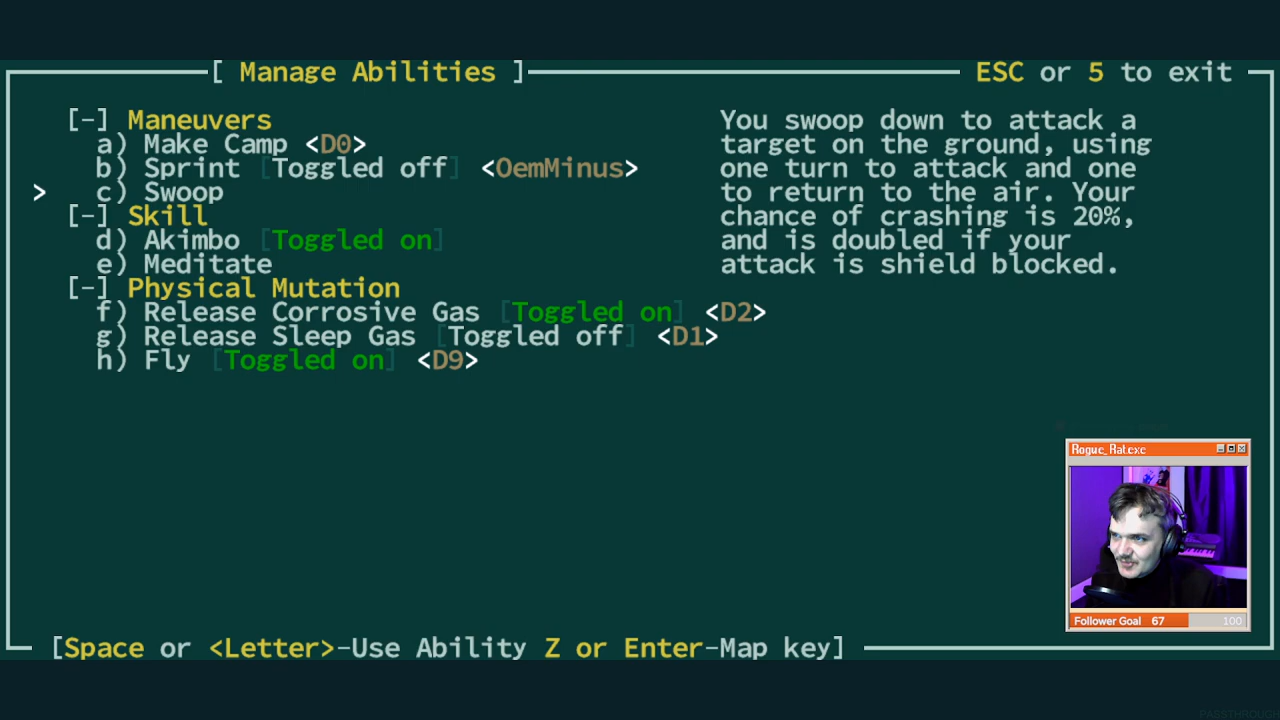 [ Manage Abilities ]
ESC or 5 to exit
[-] Maneuvers
a) Make Camp <D0>
b) Sprint [Toggled off] <OemMinus>
> c) Swoop
[-] Skill
d) Akimbo [Toggled on]
e) Meditate
[-] Physical Mutation
f) Release Corrosive Gas [Toggled on] <D2>
g) Release Sleep Gas [Toggled off] <D1>
h) Fly [Toggled on] <D9>
You swoop down to attack a
target on the ground, using
one turn to attack and one
to return to the air. Your
chance of crashing is 20%,
and is doubled if your
attack is shield blocked.
Rogue_Rat.exe
Follower Goal 67 100
[Space or <Letter>-Use Ability Z or Enter-Map key]